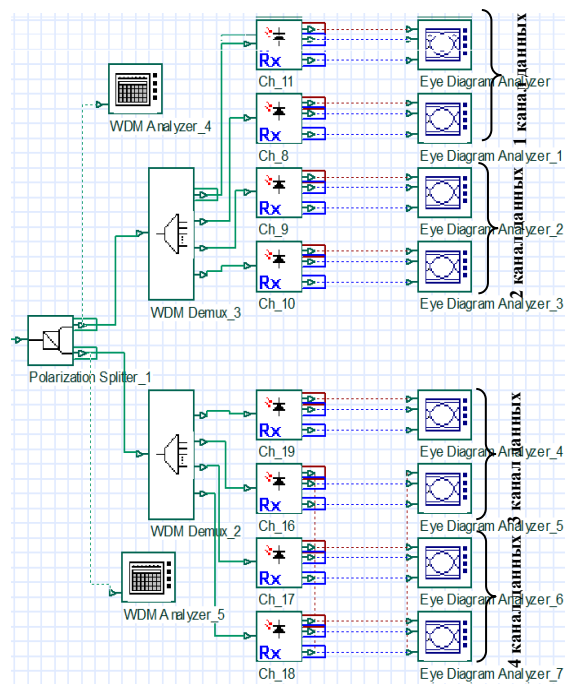 Rx
Ch_11
Eye Diagram Analyzer
WDM Analyzer_4
Rx
Ch_8
Eye Diagram Analyzer_1
1 канал данных
Rx
Ch_9
Eye Diagram Analyzer_2
Rx
Ch_10
Eye Diagram Analyzer_3
2 канал данных
WDM Demux_3
Polarization Splitter_1
Rx
Ch_19
Eye Diagram Analyzer_4
Rx
Ch_16
Eye Diagram Analyzer_5
3 канал данных
WDM Demux_2
Rx
Ch_17
Eye Diagram Analyzer_6
WDM Analyzer_5
Rx
Ch_18
Eye Diagram Analyzer_7
4 канал данных